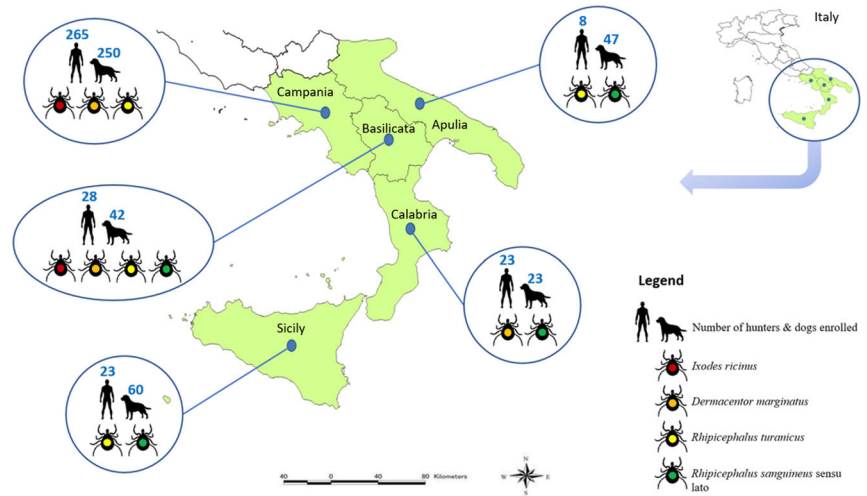 265
250
Campania
8
47
Italy
Basilicata
Apulia
28
42
Calabria
23
23
Legend
Number of hunters & dogs enrolled
Ixodes ricinus
Dermacentor marginatus
Rhipicephalus turanicus
Rhipicephalus sanguineus sensu
lato
Sicily
23
60
40 0 40 80 Kilometers
N
W E
S